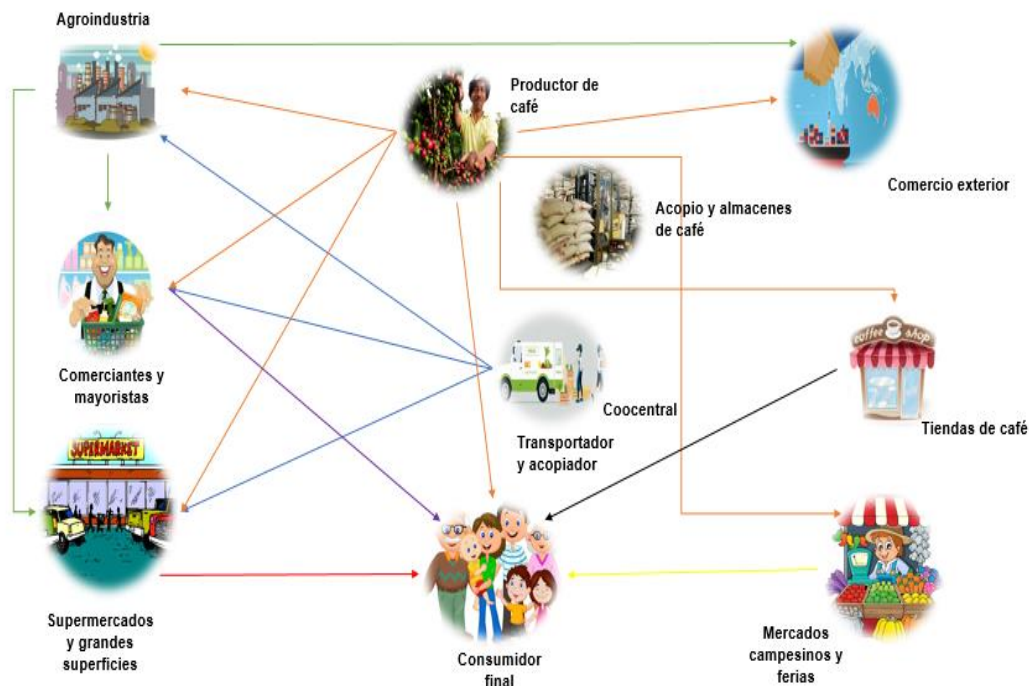 Agroindustria
Productor de
café
Comercio exterior
Acopio y almacenes
de café
Comerciantes y
mayoristas
Coocentral
Transportador
y acopiador
coffee shop
Tiendas de café
SUPERMARKET
Supermercados
y grandes
superficies
Consumidor
final
Mercados
campesinos y
ferias